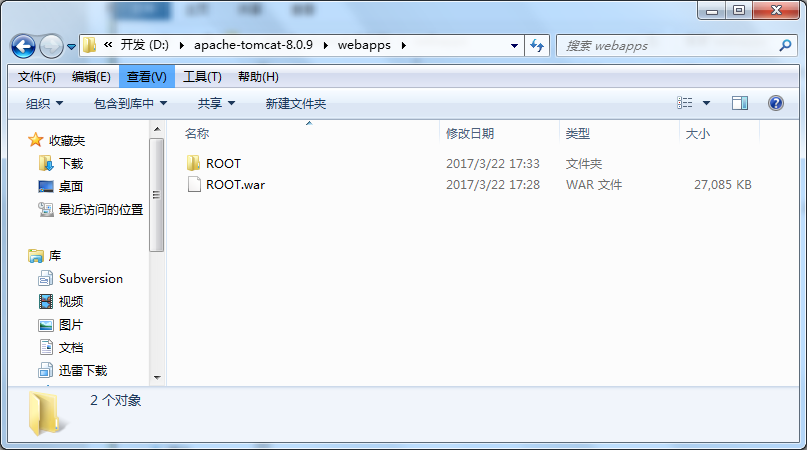 « 开发 (D:) ▸ apache-tomcat-8.0.9 ▸ webapps ▸
搜索 webapps
文件(F) 编辑(E) 查看(V) 工具(T) 帮助(H)
组织 包含到库中 共享 新建文件夹
名称 修改日期 类型 大小
ROOT 2017/3/22 17:33 文件夹
ROOT.war 2017/3/22 17:28 WAR 文件 27,085 KB
收藏夹
下载
桌面
最近访问的位置
库
Subversion
视频
图片
文档
迅雷下载
2 个对象